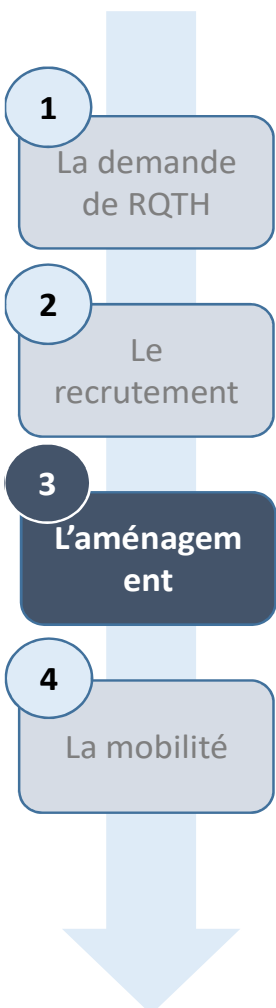 1
La demande
de RQTH
2
Le
recrutement
3
L’aménagem
ent
4
La mobilité